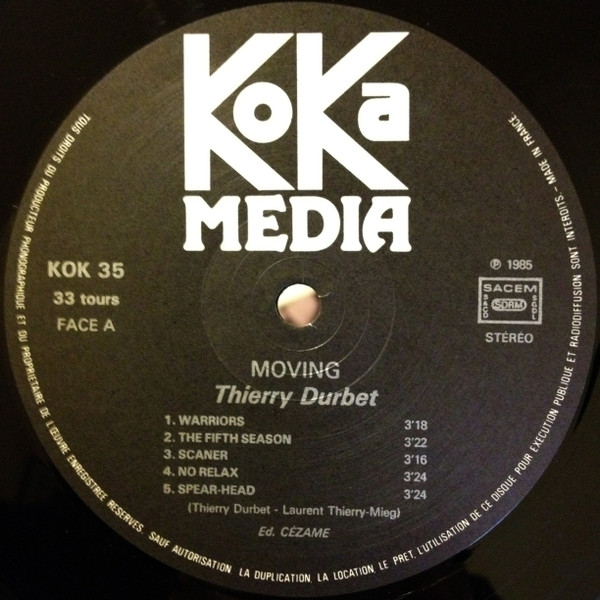 KoKa
MEDIA
KOK 35
33 tours
FACE A
℗ 1985
SACEM
SACD
SDRM
SGDL
STÉRÉO
MOVING
Thierry Durbet
1. WARRIORS 3'18
2. THE FIFTH SEASON 3'22
3. SCANER 3'16
4. NO RELAX 3'24
5. SPEAR-HEAD 3'24
(Thierry Durbet - Laurent Thierry-Mieg)
Ed. CÉZAME
TOUS DROITS DU PRODUCTEUR PHONOGRAPHIQUE ET DU PROPRIETAIRE DE L'ŒUVRE ENREGISTREE RESERVES. SAUF AUTORISATION LA DUPLICATION, LA LOCATION, LE PRET, L'UTILISATION DE CE DISQUE POUR EXECUTION PUBLIQUE ET RADIODIFFUSION SONT INTERDITS. - MADE IN FRANCE.